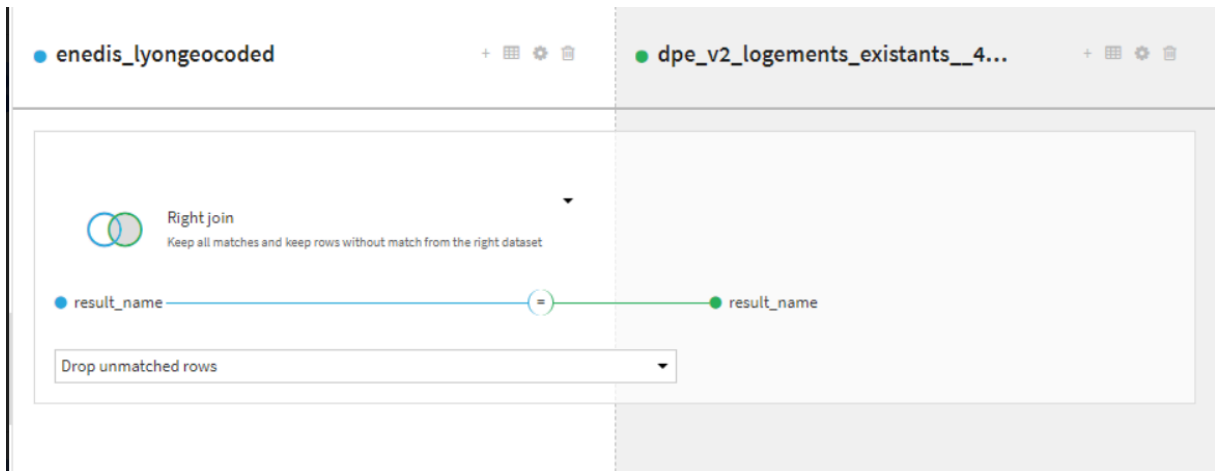 enedis_lyongeocoded
dpe_v2_logements_existants__4...
Right join
Keep all matches and keep rows without match from the right dataset
result_name
=
result_name
Drop unmatched rows